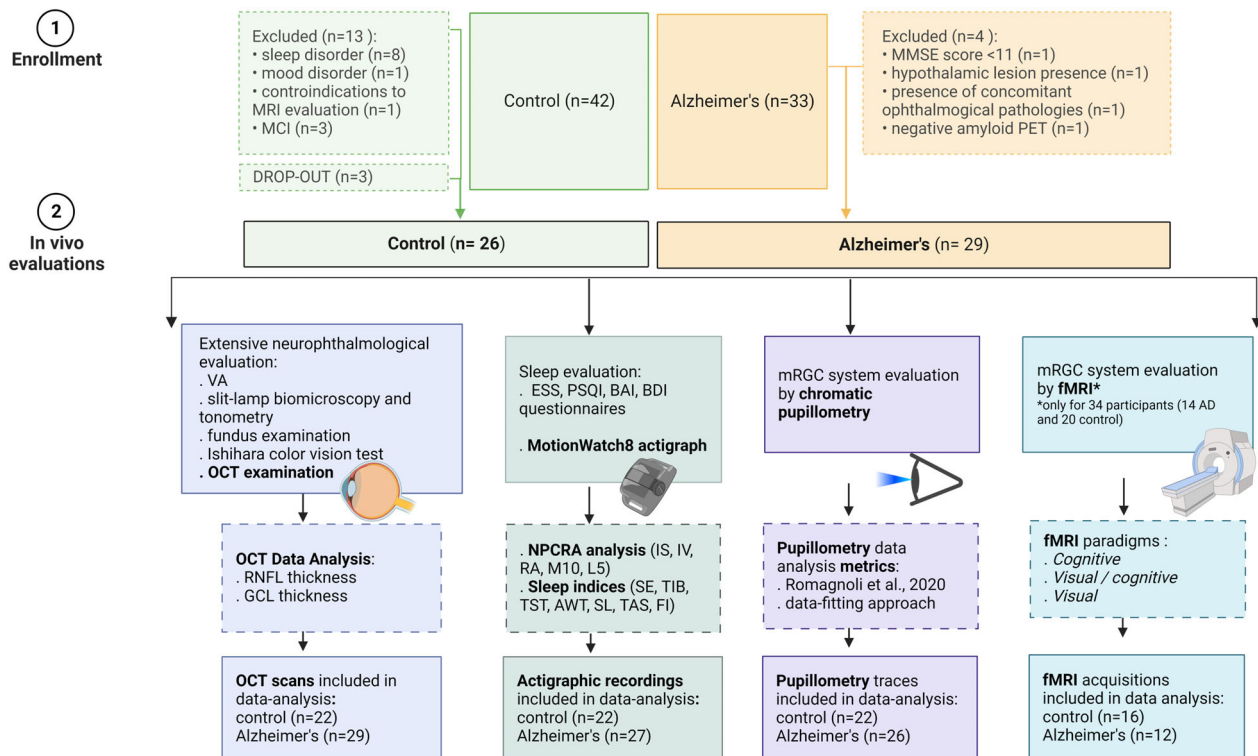 1
Enrollment
Excluded (n=13 ):
• sleep disorder (n=8)
• mood disorder (n=1)
• controindications to
MRI evaluation (n=1)
• MCI (n=3)
DROP-OUT (n=3)
Control (n=42)
Alzheimer's (n=33)
Excluded (n=4 ):
• MMSE score <11 (n=1)
• hypothalamic lesion presence (n=1)
• presence of concomitant
ophthalmogical pathologies (n=1)
• negative amyloid PET (n=1)
2
In vivo
evaluations
Control (n= 26)
Alzheimer's (n= 29)
Extensive neurophthalmological
evaluation:
. VA
. slit-lamp biomicroscopy and
tonometry
. fundus examination
. Ishihara color vision test
. OCT examination
OCT Data Analysis:
. RNFL thickness
. GCL thickness
OCT scans included in
data-analysis:
control (n=22)
Alzheimer's (n=29)
Sleep evaluation:
. ESS, PSQI, BAI, BDI
questionnaires
. MotionWatch8 actigraph
. NPCRA analysis (IS, IV,
RA, M10, L5)
. Sleep indices (SE, TIB,
TST, AWT, SL, TAS, FI)
Actigraphic recordings
included in data-analysis:
control (n=22)
Alzheimer's (n=27)
mRGC system evaluation
by chromatic
pupillometry
Pupillometry data
analysis metrics:
. Romagnoli et al., 2020
. data-fitting approach
Pupillometry traces
included in data-analysis:
control (n=22)
Alzheimer's (n=26)
mRGC system evaluation
by fMRI*
*only for 34 participants (14 AD
and 20 control)
fMRI paradigms :
. Cognitive
. Visual / cognitive
. Visual
fMRI acquisitions
included in data analysis:
control (n=16)
Alzheimer's (n=12)